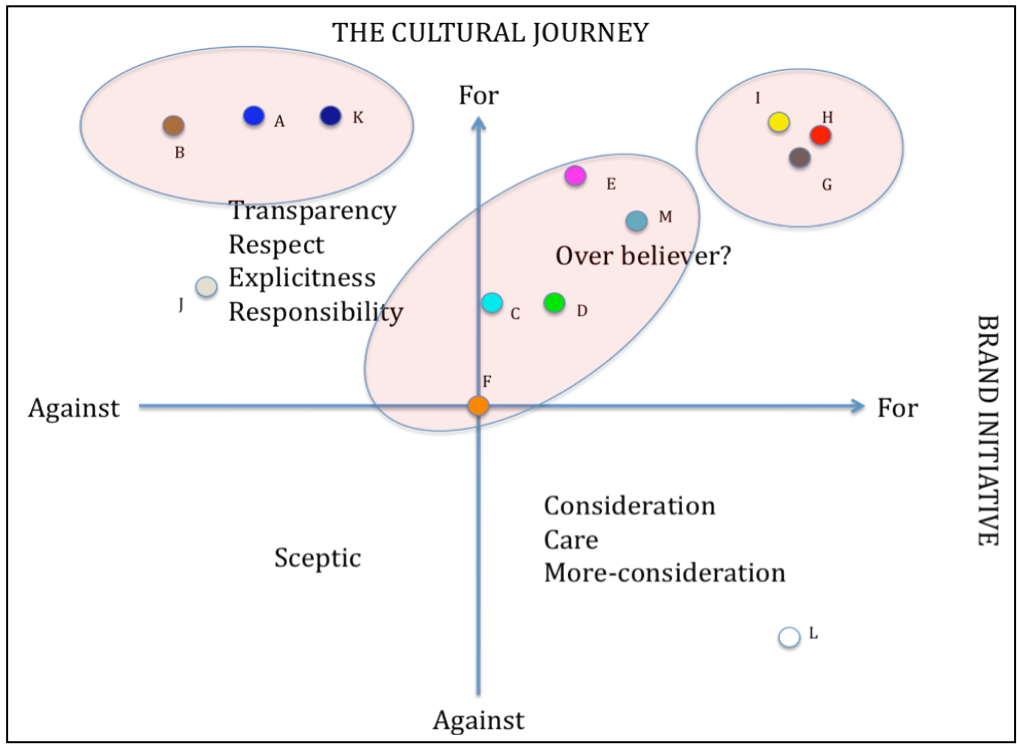 THE CULTURAL JOURNEY
For
I
H
A
K
B
G
E
M
Transparency
Respect
Explicitness
Responsibility
Over believer?
J
C
D
F
Against
For
BRAND INITIATIVE
Consideration
Care
More-consideration
Sceptic
L
Against